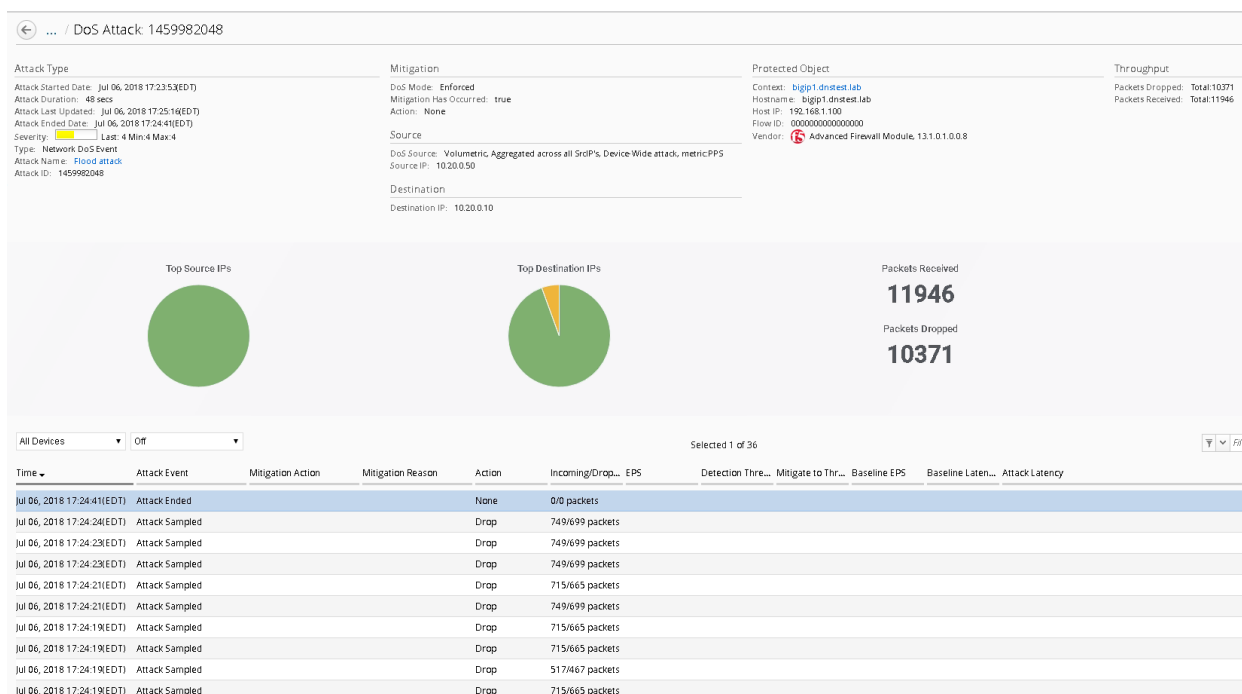 ... / DoS Attack: 1459982048
Attack Type
Attack Started Date: Jul 06, 2018 17:23:53(EDT)
Attack Duration: 48 secs
Attack Last Updated: Jul 06, 2018 17:25:16(EDT)
Attack Ended Date: Jul 06, 2018 17:24:41(EDT)
Severity: Last: 4 Min:4 Max:4
Type: Network DoS Event
Attack Name: Flood attack
Attack ID: 1459982048
Mitigation
DoS Mode: Enforced
Mitigation Has Occurred: true
Action: None
Source
DoS Source: Volumetric, Aggregated across all SrcIP's, Device-Wide attack, metric:PPS
Source IP: 10.20.0.50
Destination
Destination IP: 10.20.0.10
Protected Object
Context: bigip1.dnstest.lab
Hostname: bigip1.dnstest.lab
Host IP: 192.168.1.100
Flow ID: 0000000000000000
Vendor: Advanced Firewall Module, 13.1.0.1.0.0.8
Throughput
Packets Dropped: Total:10371
Packets Received: Total:11946
Top Source IPs
Top Destination IPs
Packets Received
11946
Packets Dropped
10371
All Devices Off Selected 1 of 36 Fil
Time Attack Event Mitigation Action Mitigation Reason Action Incoming/Drop... EPS Detection Thre... Mitigate to Thr... Baseline EPS Baseline Laten... Attack Latency
Jul 06, 2018 17:24:41(EDT) Attack Ended None 0/0 packets
Jul 06, 2018 17:24:24(EDT) Attack Sampled Drop 749/699 packets
Jul 06, 2018 17:24:23(EDT) Attack Sampled Drop 749/699 packets
Jul 06, 2018 17:24:23(EDT) Attack Sampled Drop 749/699 packets
Jul 06, 2018 17:24:21(EDT) Attack Sampled Drop 715/665 packets
Jul 06, 2018 17:24:21(EDT) Attack Sampled Drop 749/699 packets
Jul 06, 2018 17:24:19(EDT) Attack Sampled Drop 715/665 packets
Jul 06, 2018 17:24:19(EDT) Attack Sampled Drop 715/665 packets
Jul 06, 2018 17:24:19(EDT) Attack Sampled Drop 517/467 packets
Jul 06, 2018 17:24:19(EDT) Attack Sampled Drop 715/665 packets